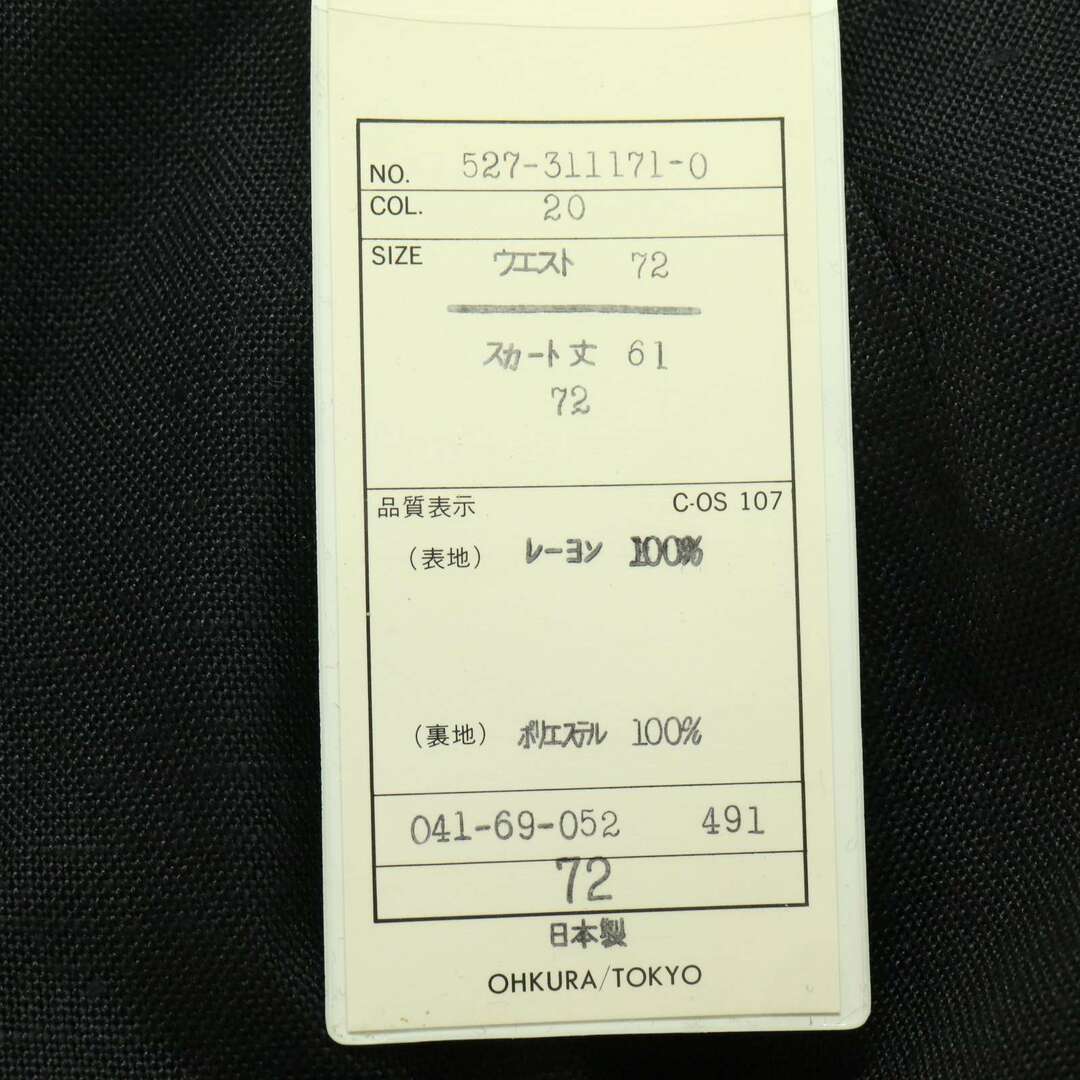 NO. 527-311171-0
COL. 20
SIZE ウエスト 72
スカート丈 61
72
品質表示 C-OS 107
(表地) レーヨン 100%
(裏地) ポリエステル 100%
041-69-052 491
72
日本製
OHKURA/TOKYO